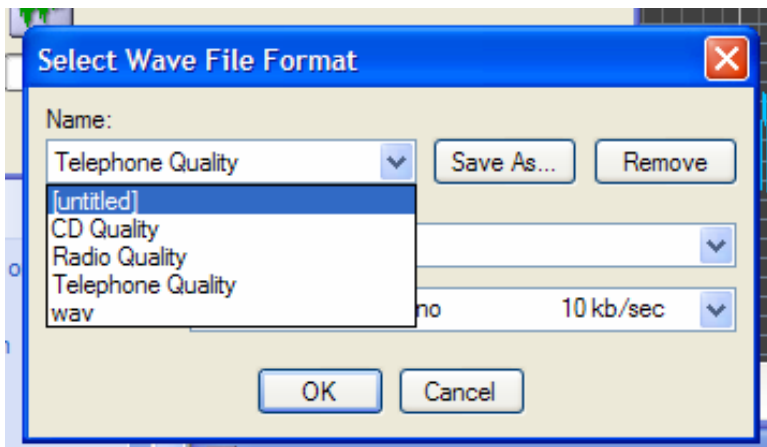 Select Wave File Format
Name:
Telephone Quality Save As... Remove
[untitled]
CD Quality
Radio Quality
Telephone Quality
wav
no 10 kb/sec
OK Cancel